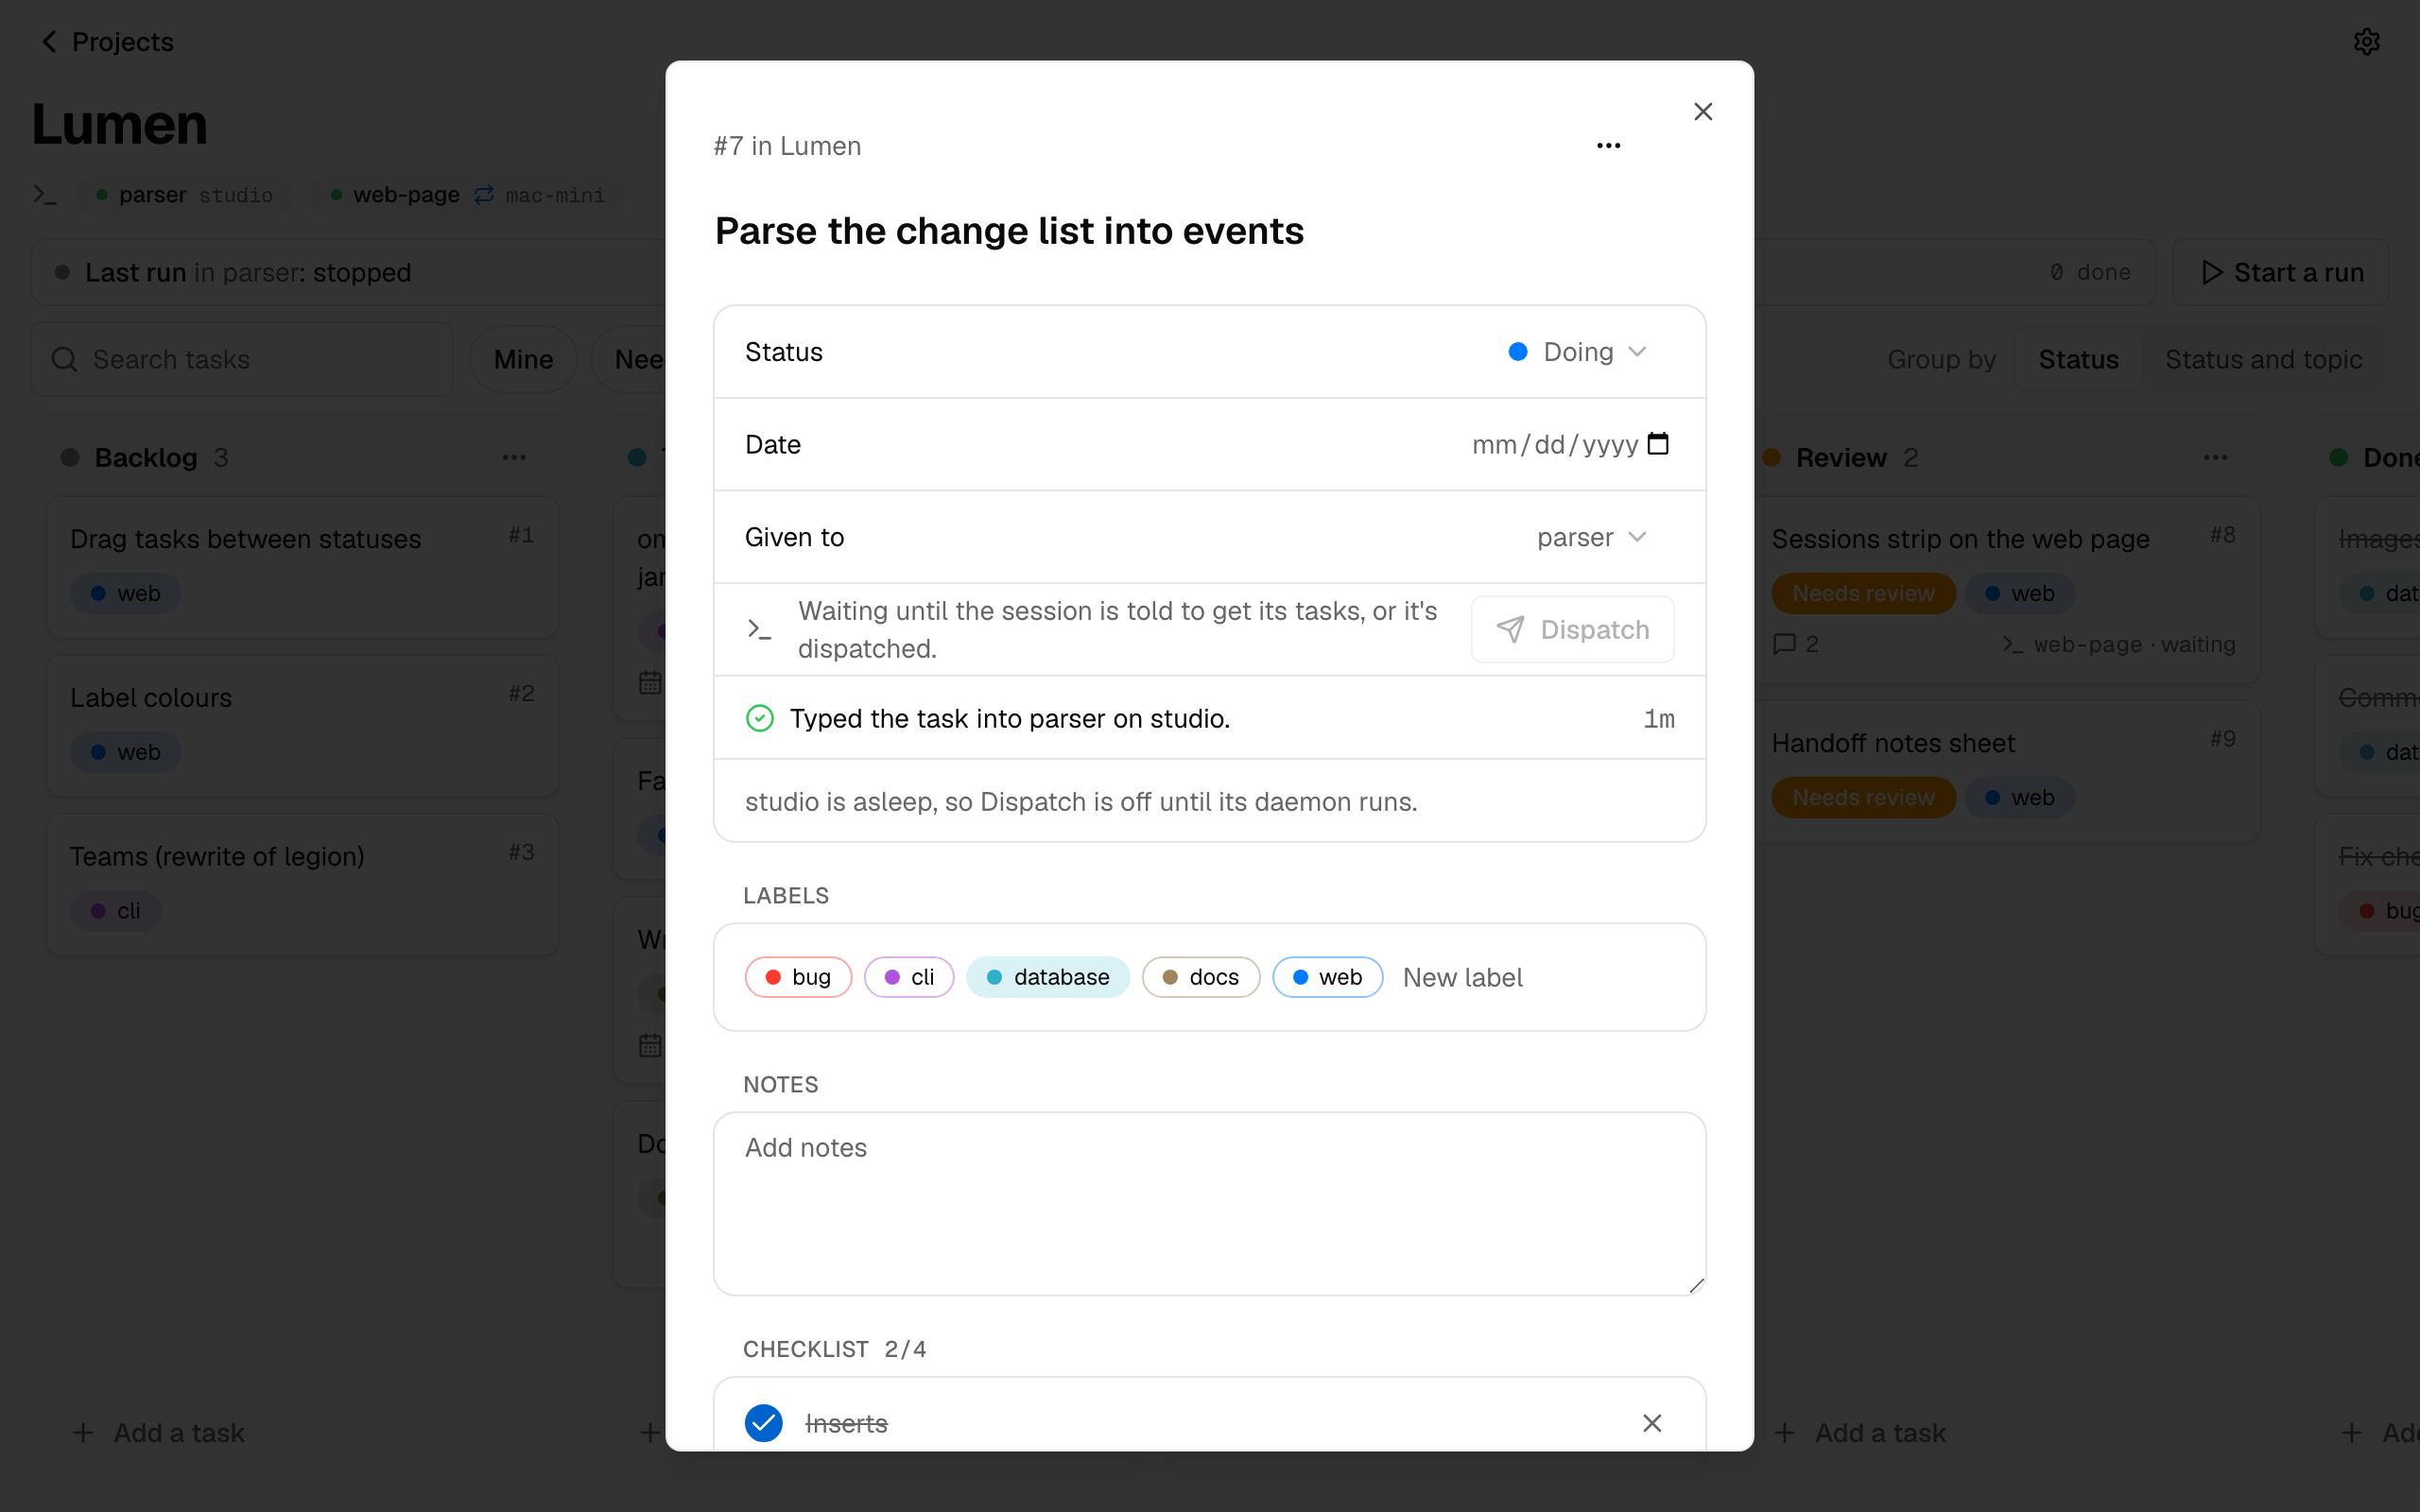 Projects
Lumen
parser studio
web-page mac-mini
Last run in parser: stopped
0 done
Start a run
Search tasks
Mine
Group by
Status
Status and topic
Backlog 3
Drag tasks between statuses
#1
web
Label colours
#2
web
Teams (rewrite of legion)
#3
cli
Add a task
#7 in Lumen
Parse the change list into events
Status
Doing
Date
mm/dd/yyyy
Given to
parser
Waiting until the session is told to get its tasks, or it's
dispatched.
Dispatch
Typed the task into parser on studio.
1m
studio is asleep, so Dispatch is off until its daemon runs.
LABELS
bug
cli
database
docs
web
New label
NOTES
Add notes
CHECKLIST 2/4
Inserts
Review 2
Sessions strip on the web page
#8
Needs review
web
2
web-page · waiting
Handoff notes sheet
#9
Needs review
web
Add a task
Images